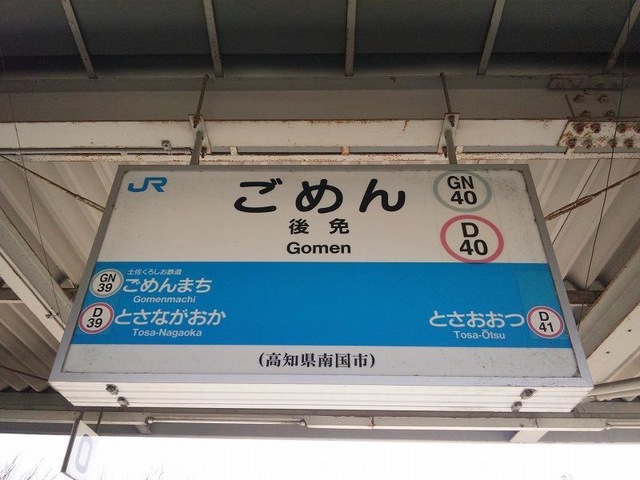 JR
ごめん
GN
40
後免
Gomen
D
40
土佐くろしお鉄道
GN
39
ごめんまち
Gomenmachi
D
39
とさながおか
Tosa-Nagaoka
とさおおつ
Tosa-Ōtsu
D
41
(高知県南国市)